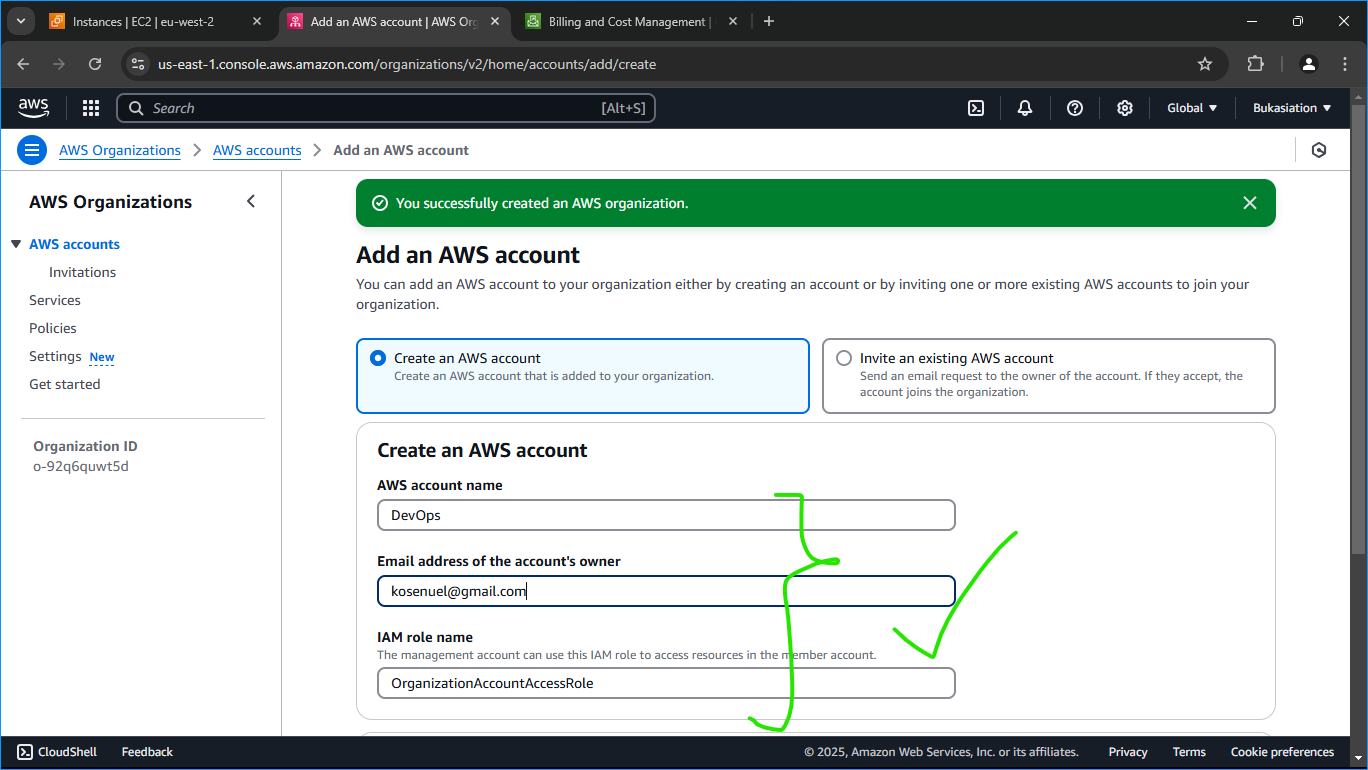 Instances | EC2 | eu-west-2
Add an AWS account | AWS Org
Billing and Cost Management |
us-east-1.console.aws.amazon.com/organizations/v2/home/accounts/add/create
aws
Search
[Alt+S]
Global
Bukasiation
AWS Organizations
AWS accounts
Add an AWS account
AWS Organizations
AWS accounts
Invitations
Services
Policies
Settings New
Get started
Organization ID
o-92q6quwt5d
You successfully created an AWS organization.
Add an AWS account
You can add an AWS account to your organization either by creating an account or by inviting one or more existing AWS accounts to join your
organization.
Create an AWS account
Create an AWS account that is added to your organization.
Invite an existing AWS account
Send an email request to the owner of the account. If they accept, the
account joins the organization.
Create an AWS account
AWS account name
DevOps
Email address of the account's owner
kosenuel@gmail.com
IAM role name
The management account can use this IAM role to access resources in the member account.
OrganizationAccountAccessRole
CloudShell
Feedback
© 2025, Amazon Web Services, Inc. or its affiliates.
Privacy
Terms
Cookie preferences